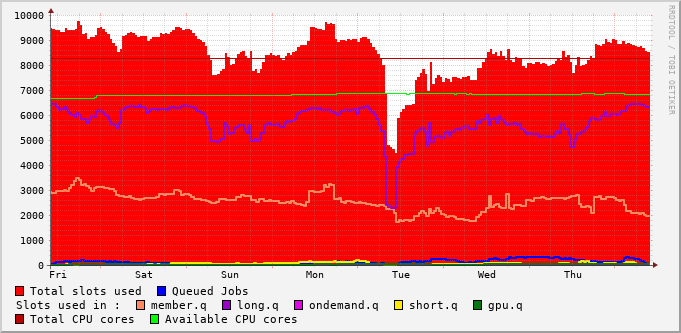 10000
9000
8000
7000
6000
5000
4000
3000
2000
1000
0
Fri Sat Sun Mon Tue Wed Thu
Total slots used Queued Jobs
Slots used in : member.q long.q ondemand.q short.q gpu.q
Total CPU cores Available CPU cores
RRDTOOL / TOBI OETIKER